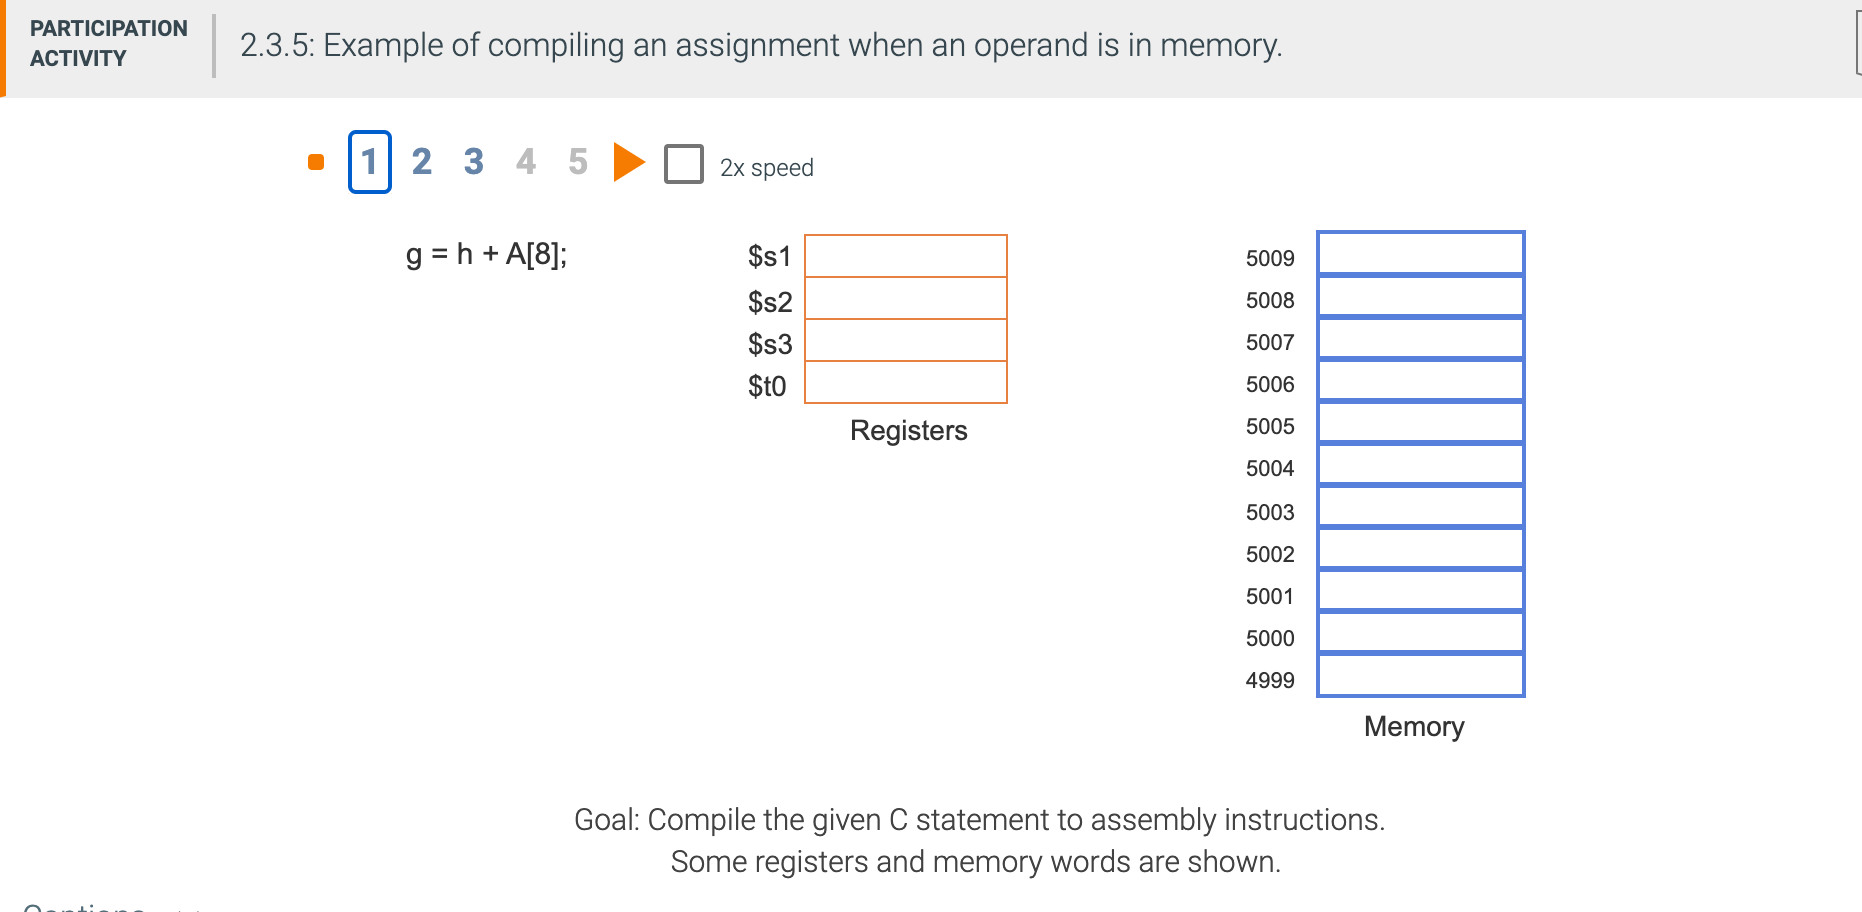 PARTICIPATION
ACTIVITY
2.3.5: Example of compiling an assignment when an operand is in memory.
1 2 3 4 5 2x speed
g = h + A[8];
$s1
$s2
$s3
$t0
Registers
5009
5008
5007
5006
5005
5004
5003
5002
5001
5000
4999
Memory
Goal: Compile the given C statement to assembly instructions.
Some registers and memory words are shown.